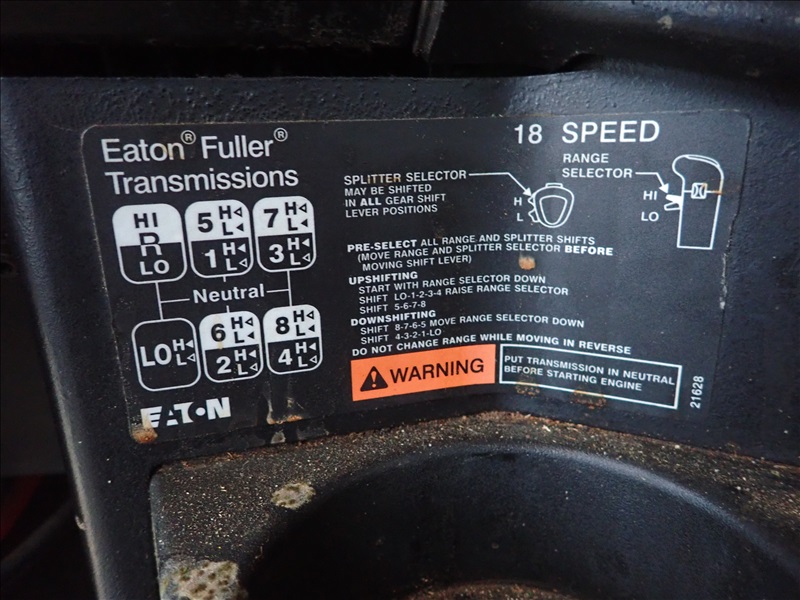 Eaton® Fuller®
Transmissions
18 SPEED
SPLITTER SELECTOR
MAY BE SHIFTED
IN ALL GEAR SHIFT
LEVER POSITIONS
H
L
RANGE
SELECTOR
HI
LO
HI
R
LO
5 H
L
1 H
L
7 H
L
3 H
L
Neutral
LO H
L
6 H
L
2 H
L
8 H
L
4 H
L
EATON
PRE-SELECT ALL RANGE AND SPLITTER SHIFTS
(MOVE RANGE AND SPLITTER SELECTOR BEFORE
MOVING SHIFT LEVER)
UPSHIFTING
START WITH RANGE SELECTOR DOWN
SHIFT LO-1-2-3-4 RAISE RANGE SELECTOR
SHIFT 5-6-7-8
DOWNSHIFTING
SHIFT 8-7-6-5 MOVE RANGE SELECTOR DOWN
SHIFT 4-3-2-1-LO
DO NOT CHANGE RANGE WHILE MOVING IN REVERSE
WARNING
PUT TRANSMISSION IN NEUTRAL
BEFORE STARTING ENGINE
21628